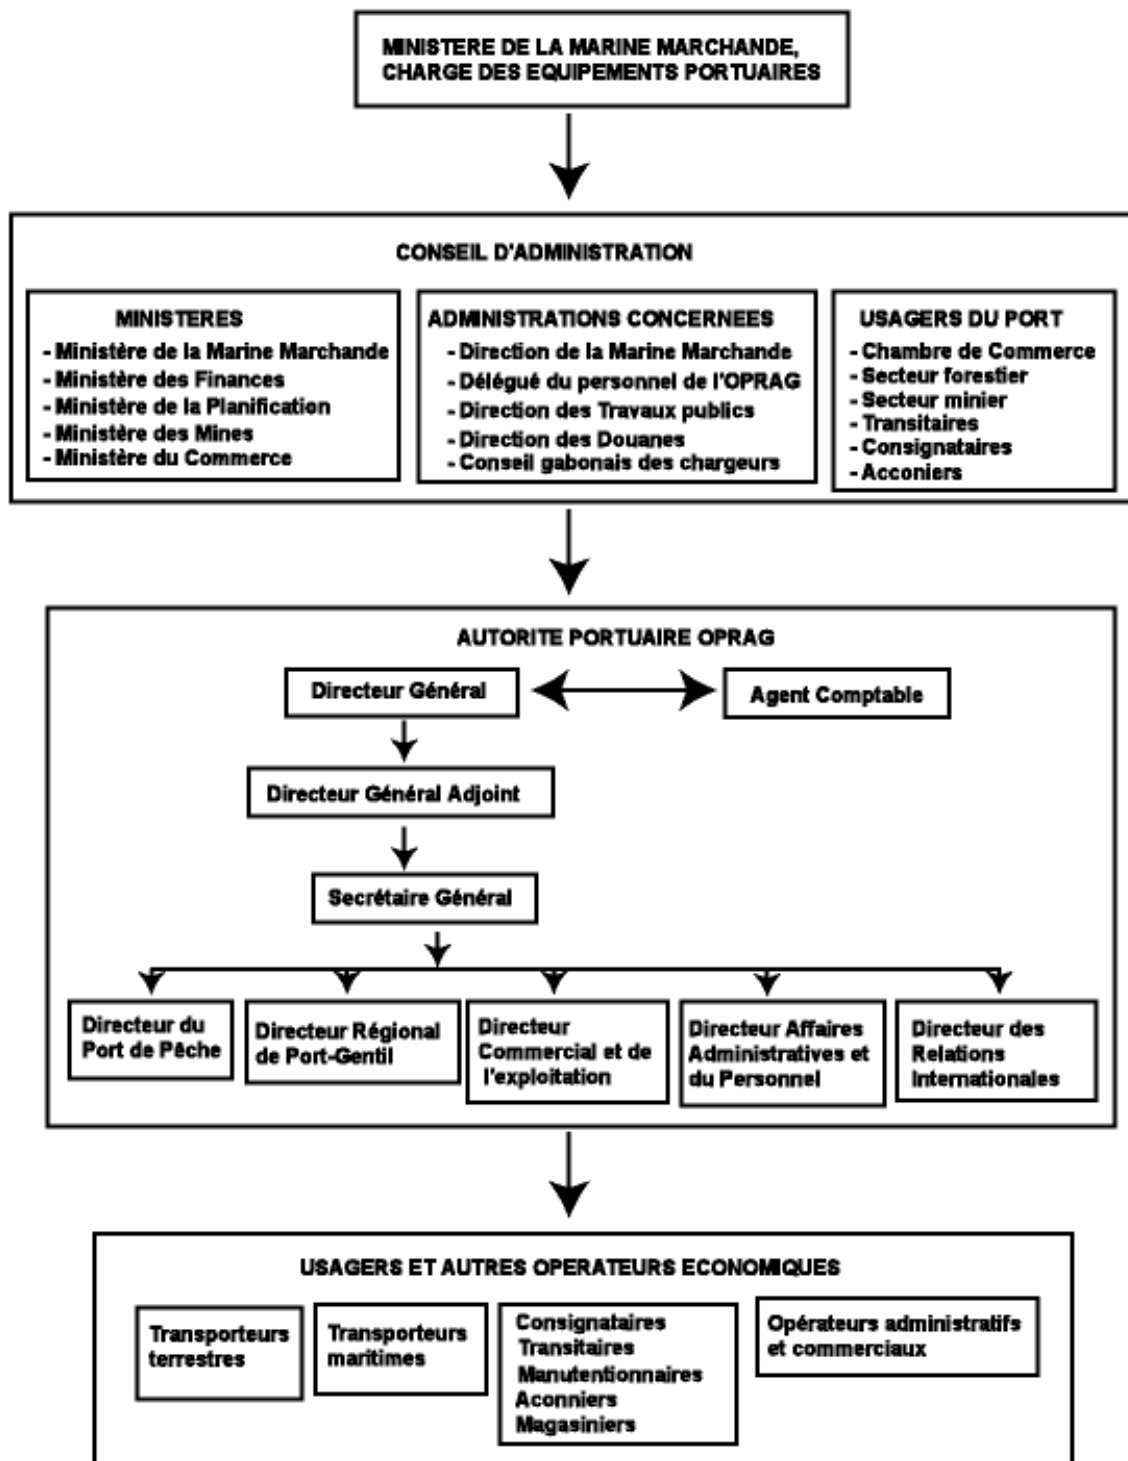 MINISTERE DE LA MARINE MARCHANDE,
CHARGE DES EQUIPEMENTS PORTUAIRES
CONSEIL D'ADMINISTRATION
MINISTERES
- Ministère de la Marine Marchande
- Ministère des Finances
- Ministère de la Planification
- Ministère des Mines
- Ministère du Commerce
ADMINISTRATIONS CONCERNEES
- Direction de la Marine Marchande
- Délégué du personnel de l'OPRAG
- Direction des Travaux publics
- Direction des Douanes
- Conseil gabonais des chargeurs
USAGERS DU PORT
- Chambre de Commerce
- Secteur forestier
- Secteur minier
- Transitaires
- Consignataires
- Acconiers
AUTORITE PORTUAIRE OPRAG
Directeur Général
Agent Comptable
Directeur Général Adjoint
Secrétaire Général
Directeur du
Port de Pêche
Directeur Régional
de Port-Gentil
Directeur
Commercial et de
l'exploitation
Directeur Affaires
Administratives et
du Personnel
Directeur des
Relations
Internationales
USAGERS ET AUTRES OPERATEURS ECONOMIQUES
Transporteurs
terrestres
Transporteurs
maritimes
Consignataires
Transitaires
Manutentionnaires
Aconniers
Magasiniers
Opérateurs administratifs
et commerciaux